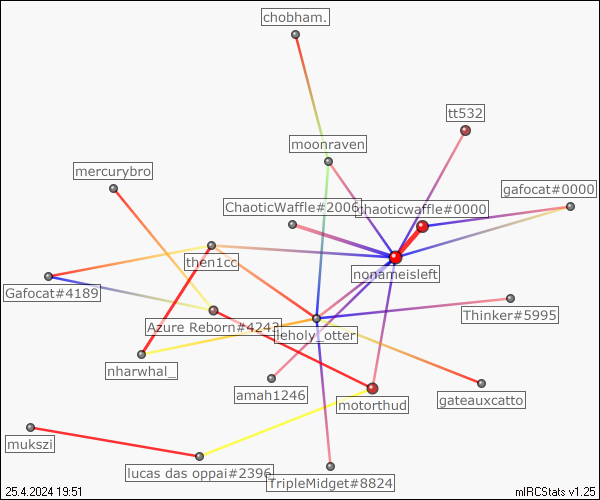 chobham.
tt532
moonraven
mercurybro
gafocat#0000
ChaoticWaffle#2006
chaoticwaffle#0000
then1cc
nonameisleft
Gafocat#4189
Thinker#5995
Azure Reborn#4242
leholy_otter
nharwhal_
amah1246
gateauxcatto
motorthud
mukszi
lucas das oppai#2396
TripleMidget#8824
25.4.2024 19:51
mIRCStats v1.25